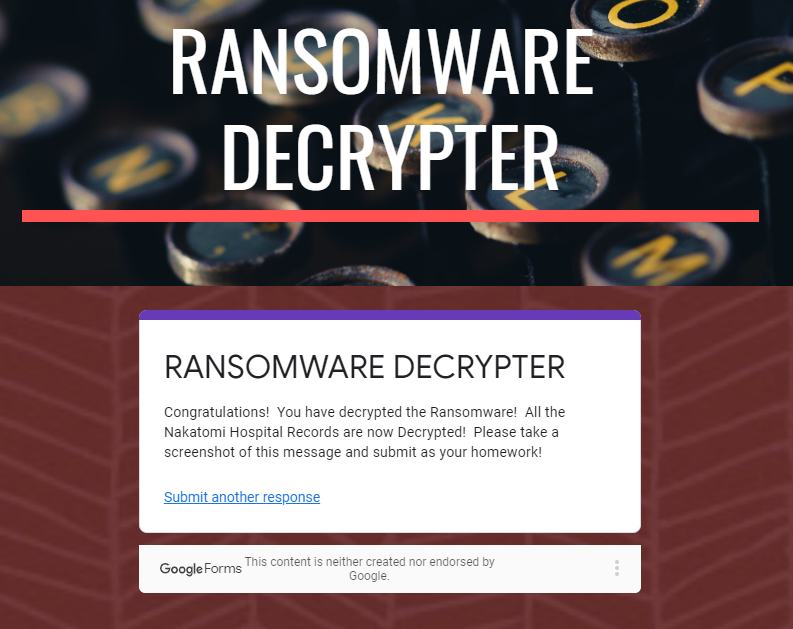 RANSOMWARE
DECRYPTER
RANSOMWARE DECRYPTER
Congratulations!  You have decrypted the Ransomware!  All the
Nakatomi Hospital Records are now Decrypted!  Please take a
screenshot of this message and submit as your homework!
Submit another response
Google Forms
This content is neither created nor endorsed by
Google.
O
P
K
N
L
M